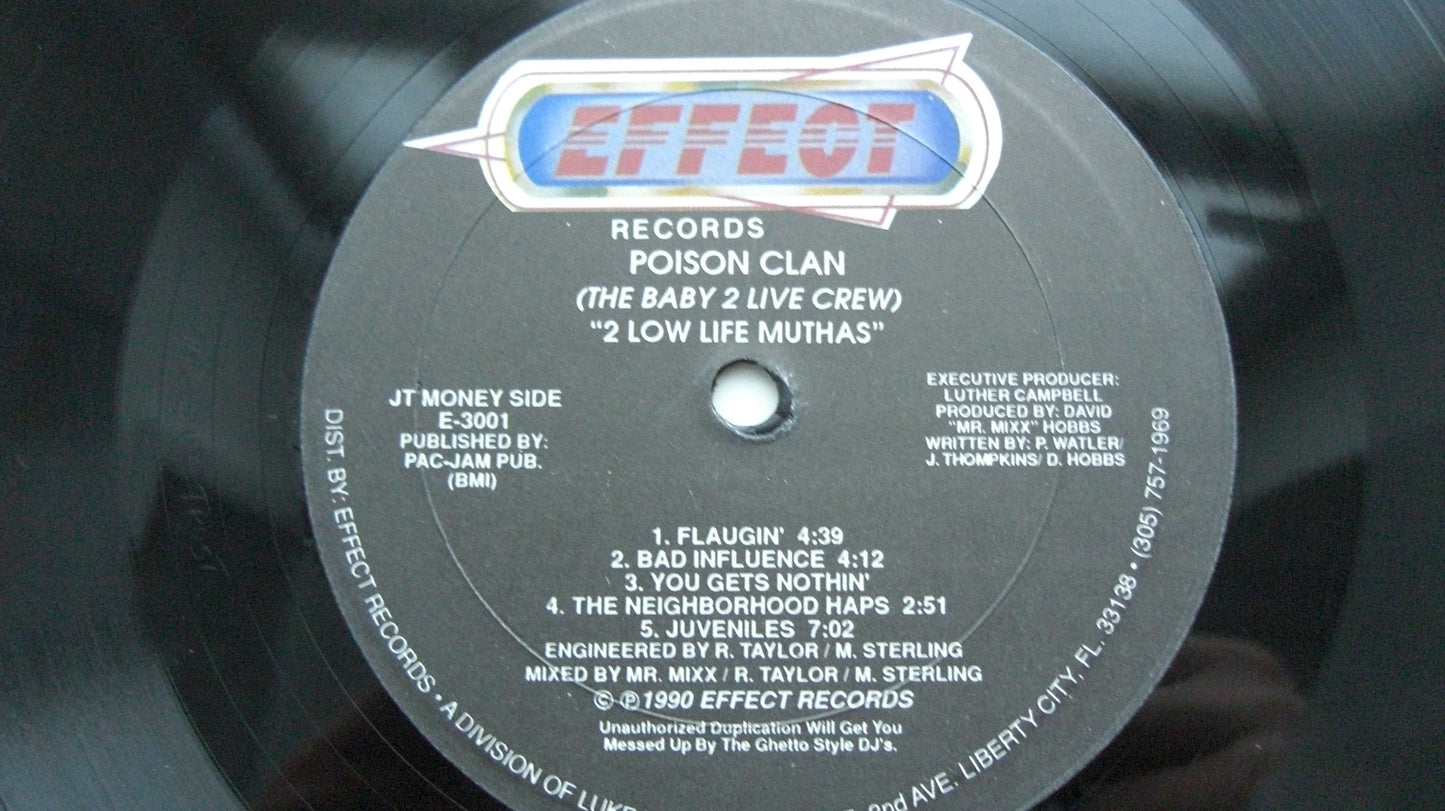 EFFECT
RECORDS
POISON CLAN
(THE BABY 2 LIVE CREW)
"2 LOW LIFE MUTHAS"
JT MONEY SIDE
E-3001
PUBLISHED BY:
PAC-JAM PUB.
(BMI)
EXECUTIVE PRODUCER:
LUTHER CAMPBELL
PRODUCED BY: DAVID
"MR. MIXX" HOBBS
WRITTEN BY: P. WATLER/
J. THOMPKINS/ D. HOBBS
1. FLAUGIN' 4:39
2. BAD INFLUENCE 4:12
3. YOU GETS NOTHIN'
4. THE NEIGHBORHOOD HAPS 2:51
5. JUVENILES 7:02
ENGINEERED BY R. TAYLOR / M. STERLING
MIXED BY MR. MIXX / R. TAYLOR / M. STERLING
© ℗ 1990 EFFECT RECORDS
Unauthorized Duplication Will Get You
Messed Up By The Ghetto Style DJ's.
DIST. BY: EFFECT RECORDS • A DIVISION OF LUKE AVE. LIBERTY CITY, FL. 33138 • (305) 757-1969